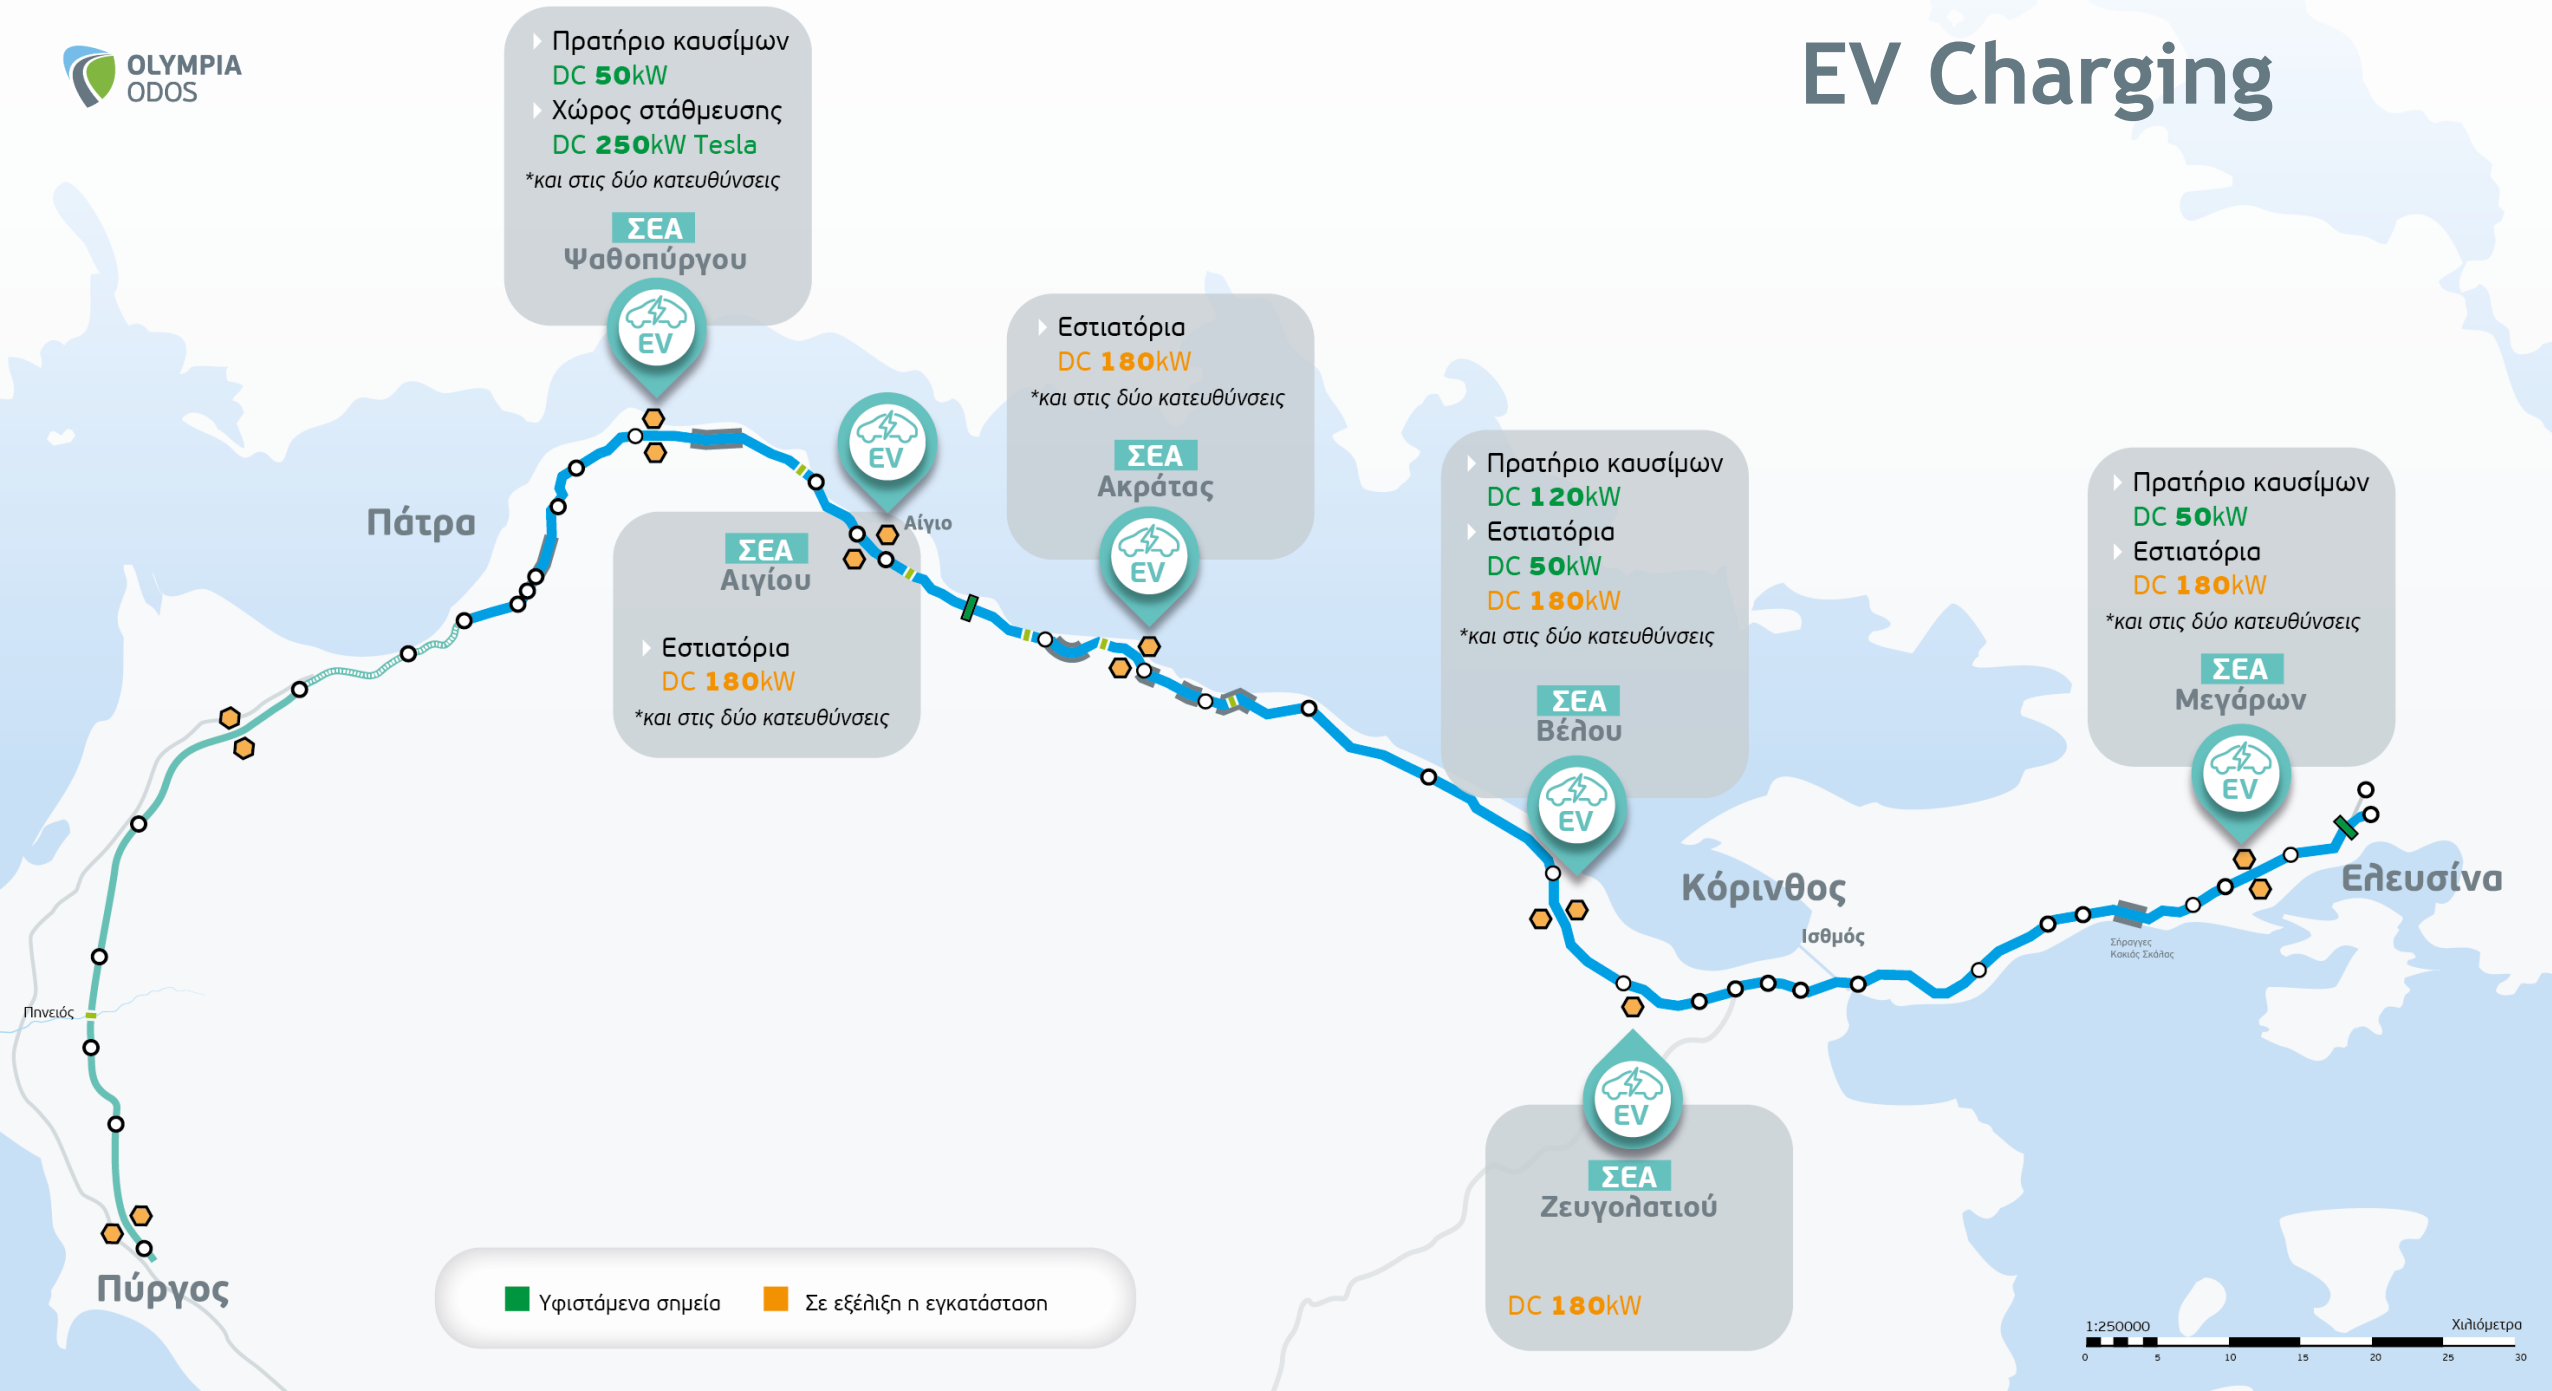 OLYMPIA
ODOS
EV Charging
Πρατήριο καυσίμων
DC 50kW
Χώρος στάθμευσης
DC 250kW Tesla
*και στις δύο κατευθύνσεις
ΣΕΑ
Ψαθοπύργου
EV
EV
Αίγιο
ΣΕΑ
Αιγίου
Εστιατόρια
DC 180kW
*και στις δύο κατευθύνσεις
Εστιατόρια
DC 180kW
*και στις δύο κατευθύνσεις
ΣΕΑ
Ακράτας
EV
Πρατήριο καυσίμων
DC 120kW
Εστιατόρια
DC 50kW
DC 180kW
*και στις δύο κατευθύνσεις
ΣΕΑ
Βέλου
EV
Πρατήριο καυσίμων
DC 50kW
Εστιατόρια
DC 180kW
*και στις δύο κατευθύνσεις
ΣΕΑ
Μεγάρων
EV
Πάτρα
Κόρινθος
Ισθμός
Ελευσίνα
Σήραγγες
Κακιάς Σκάλας
Πηνειός
Πύργος
EV
ΣΕΑ
Ζευγολατιού
DC 180kW
Υφιστάμενα σημεία
Σε εξέλιξη η εγκατάσταση
1:250000
Χιλιόμετρα
0 5 10 15 20 25 30